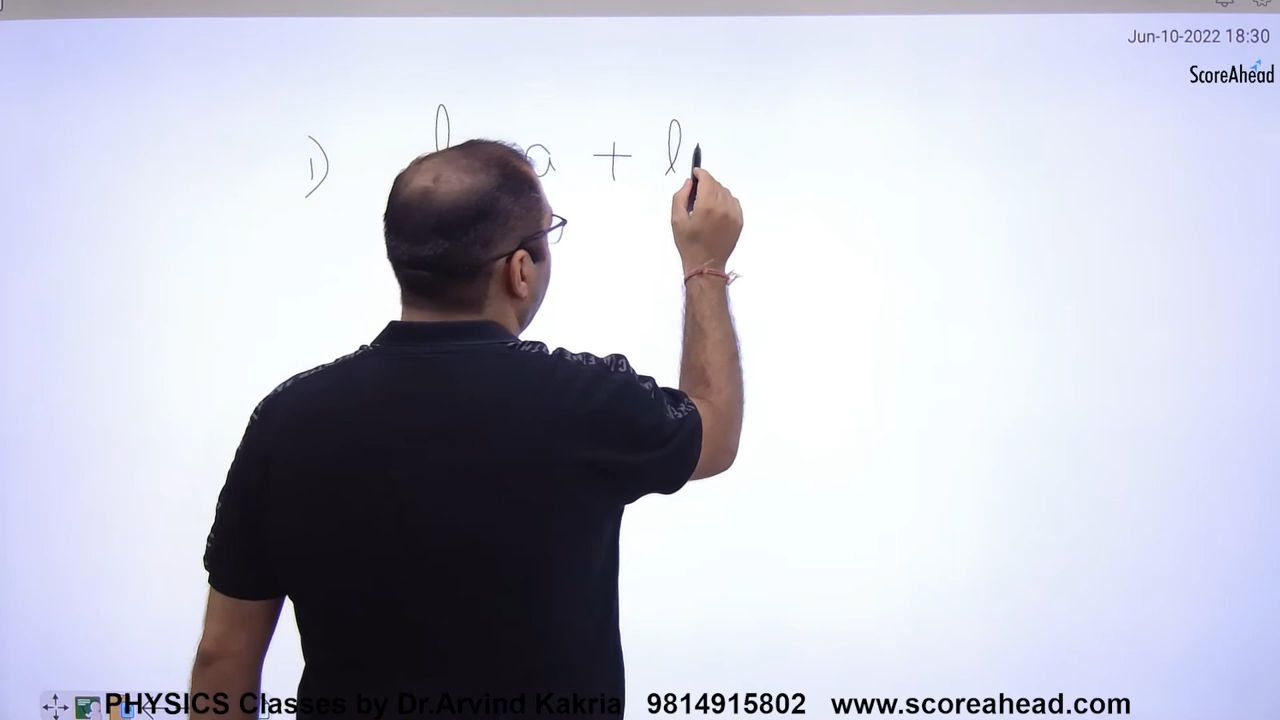 Jun-10-2022 18:30
ScoreAhead
1) l a + l
PHYSICS Classes by Dr.Arvind Kakria 9814915802 www.scoreahead.com